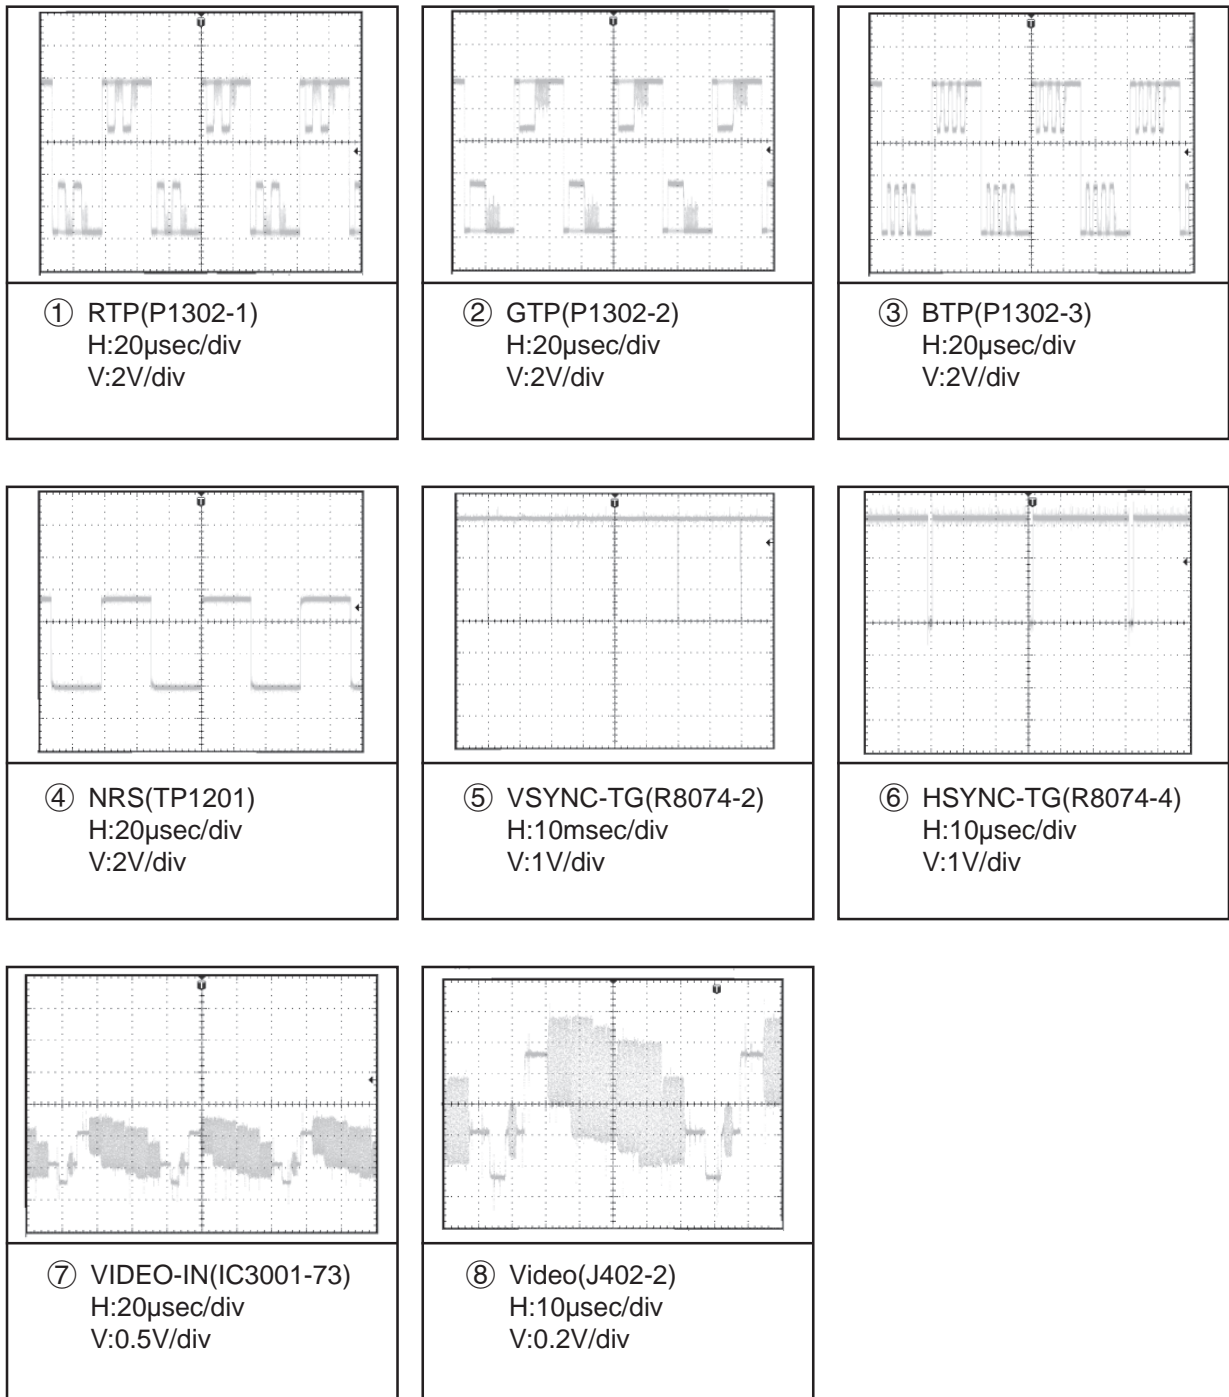 ① RTP(P1302-1)
H:20µsec/div
V:2V/div
② GTP(P1302-2)
H:20µsec/div
V:2V/div
③ BTP(P1302-3)
H:20µsec/div
V:2V/div
④ NRS(TP1201)
H:20µsec/div
V:2V/div
⑤ VSYNC-TG(R8074-2)
H:10msec/div
V:1V/div
⑥ HSYNC-TG(R8074-4)
H:10µsec/div
V:1V/div
⑦ VIDEO-IN(IC3001-73)
H:20µsec/div
V:0.5V/div
⑧ Video(J402-2)
H:10µsec/div
V:0.2V/div